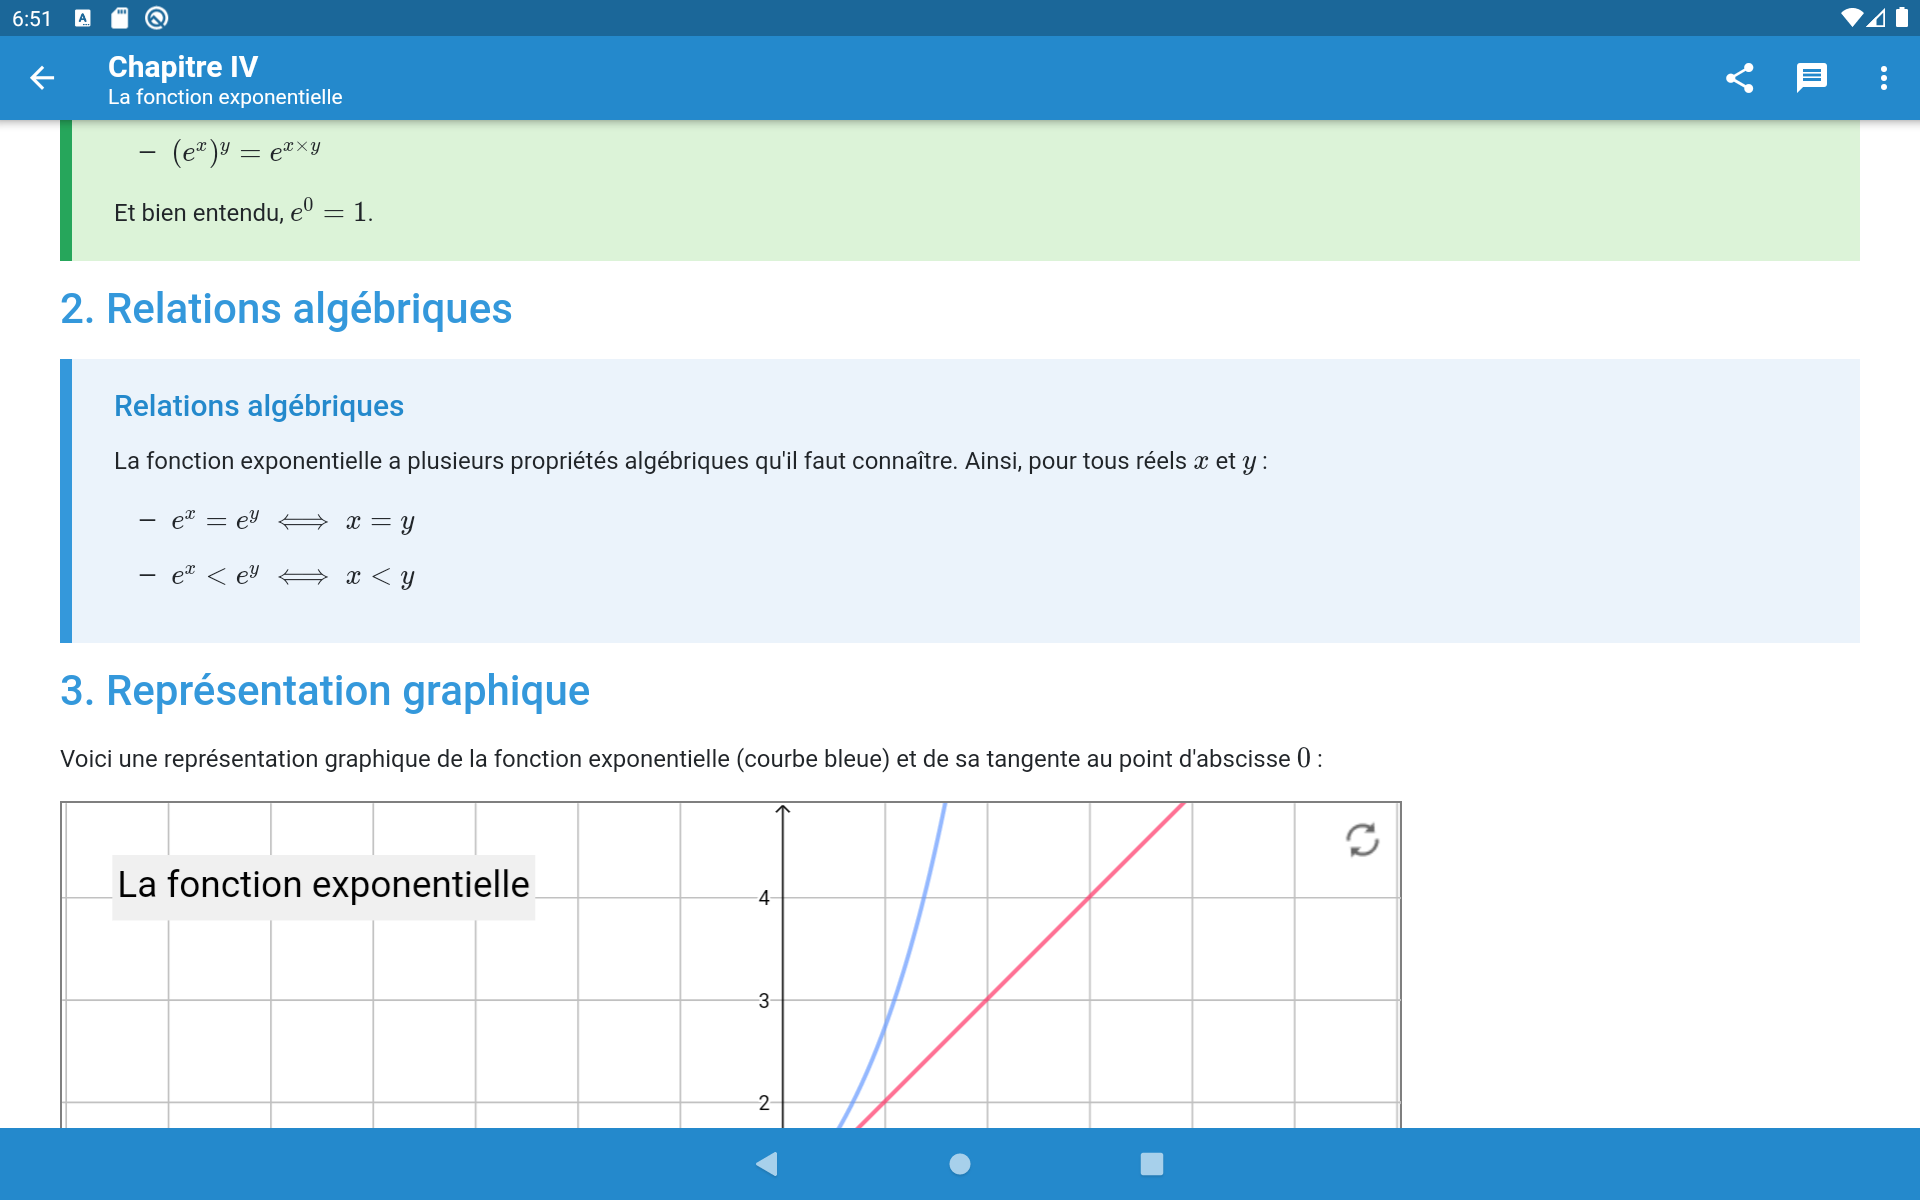 6:51
Chapitre IV
La fonction exponentielle
– (e^x)^y = e^{x×y}
Et bien entendu, e^0 = 1.
2. Relations algébriques
Relations algébriques
La fonction exponentielle a plusieurs propriétés algébriques qu'il faut connaître. Ainsi, pour tous réels x et y :
– e^x = e^y ⟺ x = y
– e^x < e^y ⟺ x < y
3. Représentation graphique
Voici une représentation graphique de la fonction exponentielle (courbe bleue) et de sa tangente au point d'abscisse 0 :
La fonction exponentielle
4
3
2